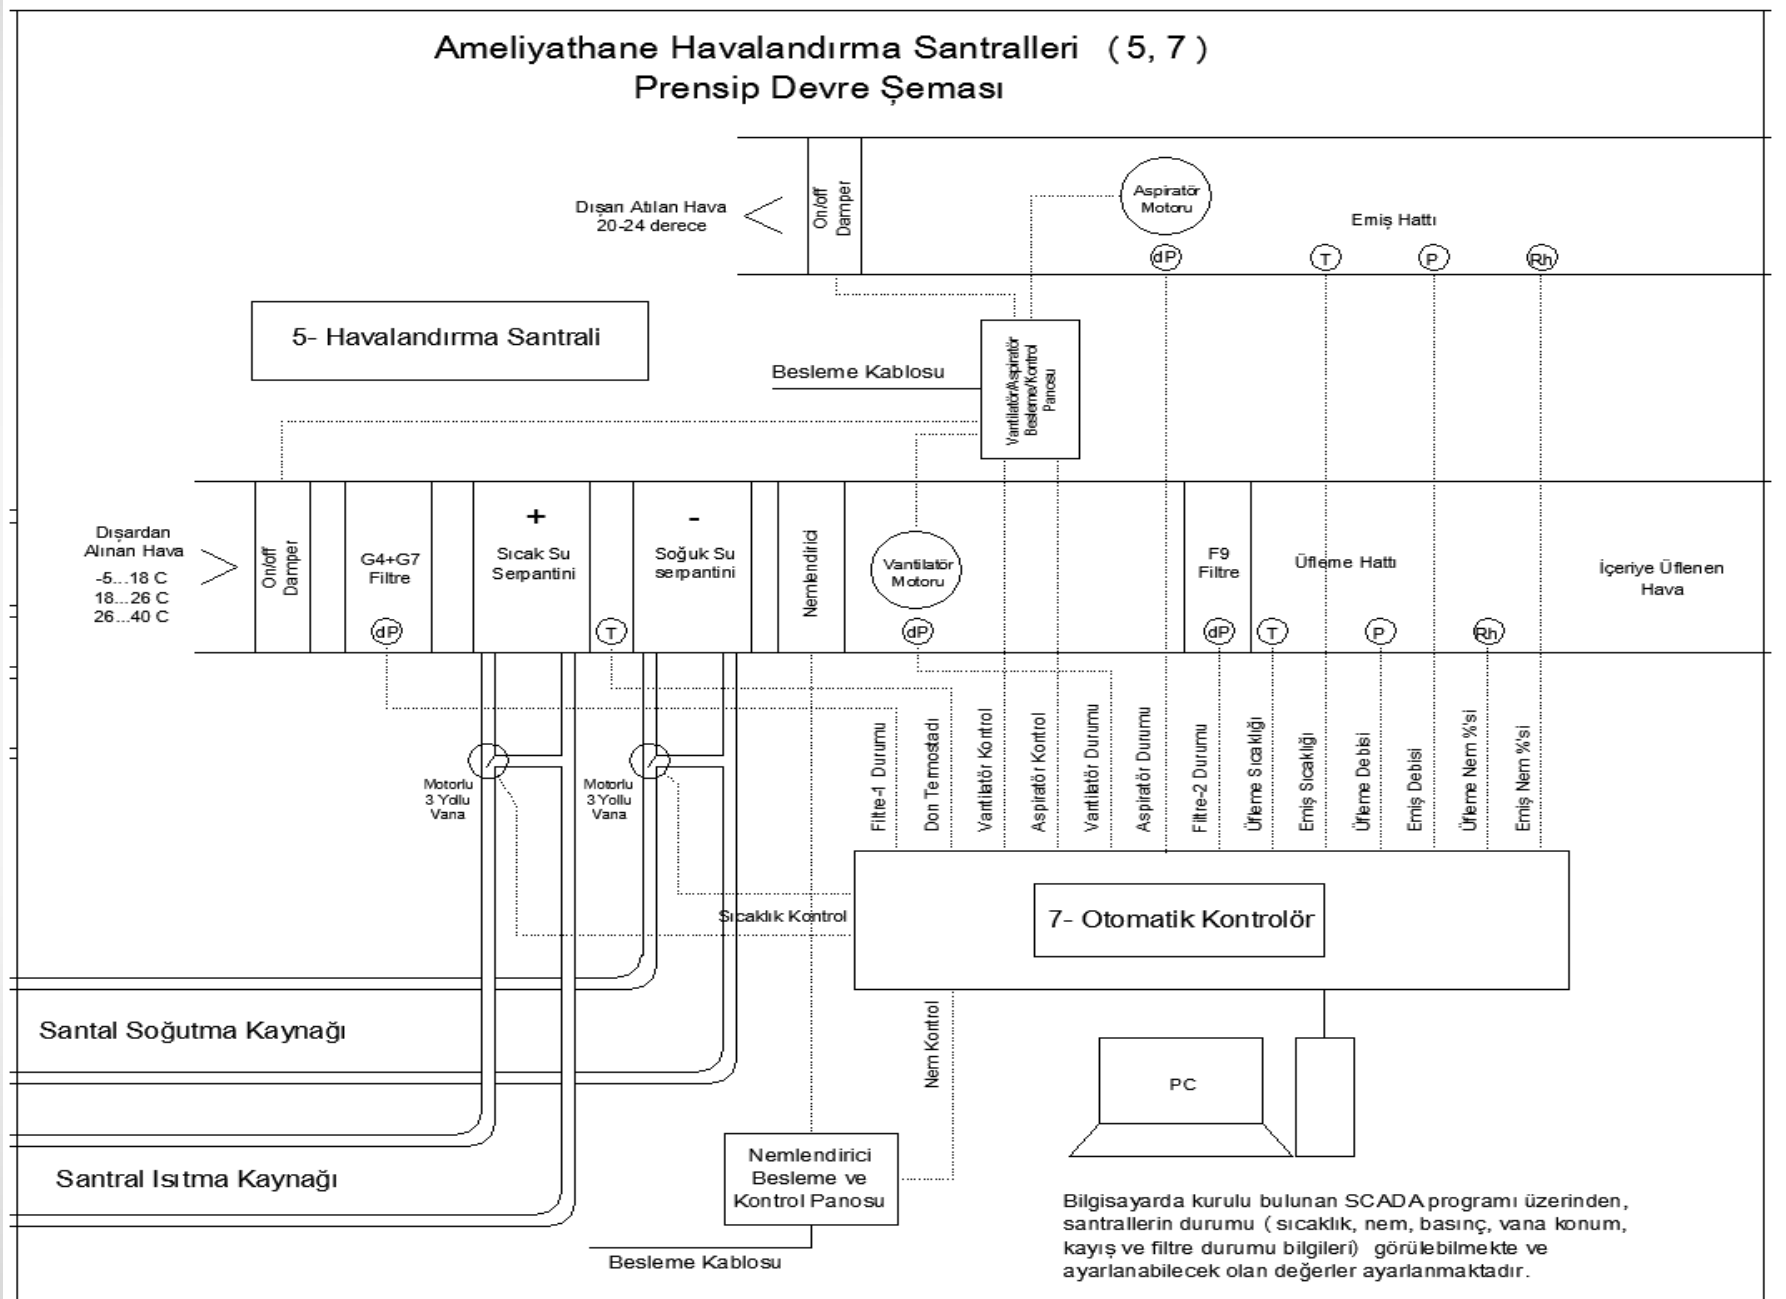 Ameliyathane Havalandırma Santralleri ( 5, 7 )
Prensip Devre Şeması
On/off
Damper
Aspiratör
Motoru
Dışarı Atılan Hava
20-24 derece
Emiş Hattı
dP
T
P
Rh
5- Havalandırma Santrali
Besleme Kablosu
Vantilatör/Aspiratör
Besleme/Kontrol
Panosu
Dışardan
Alınan Hava
-5...18 C
18...26 C
26...40 C
On/off
Damper
G4+G7
Filtre
dP
+
Sıcak Su
Serpantini
T
-
Soğuk Su
serpantini
Nemlendirici
Vantilatör
Motoru
dP
F9
Filtre
dP
Üfleme Hattı
T
P
Rh
İçeriye Üflenen
Hava
Motorlu
3 Yollu
Vana
Motorlu
3 Yollu
Vana
Filtre-1 Durumu
Don Termostadı
Vantilatör Kontrol
Aspiratör Kontrol
Vantilatör Durumu
Aspiratör Durumu
Filtre-2 Durumu
Üfleme Sıcaklığı
Emiş Sıcaklığı
Üfleme Debisi
Emiş Debisi
Üfleme Nem %'si
Emiş Nem %'si
Sıcaklık Kontrol
7- Otomatik Kontrolör
Santal Soğutma Kaynağı
Nem Kontrol
PC
Santral Isıtma Kaynağı
Nemlendirici
Besleme ve
Kontrol Panosu
Besleme Kablosu
Bilgisayarda kurulu bulunan SCADA programı üzerinden,
santrallerin durumu ( sıcaklık, nem, basınç, vana konum,
kayış ve filtre durumu bilgileri) görülebilmekte ve
ayarlanabilecek olan değerler ayarlanmaktadır.